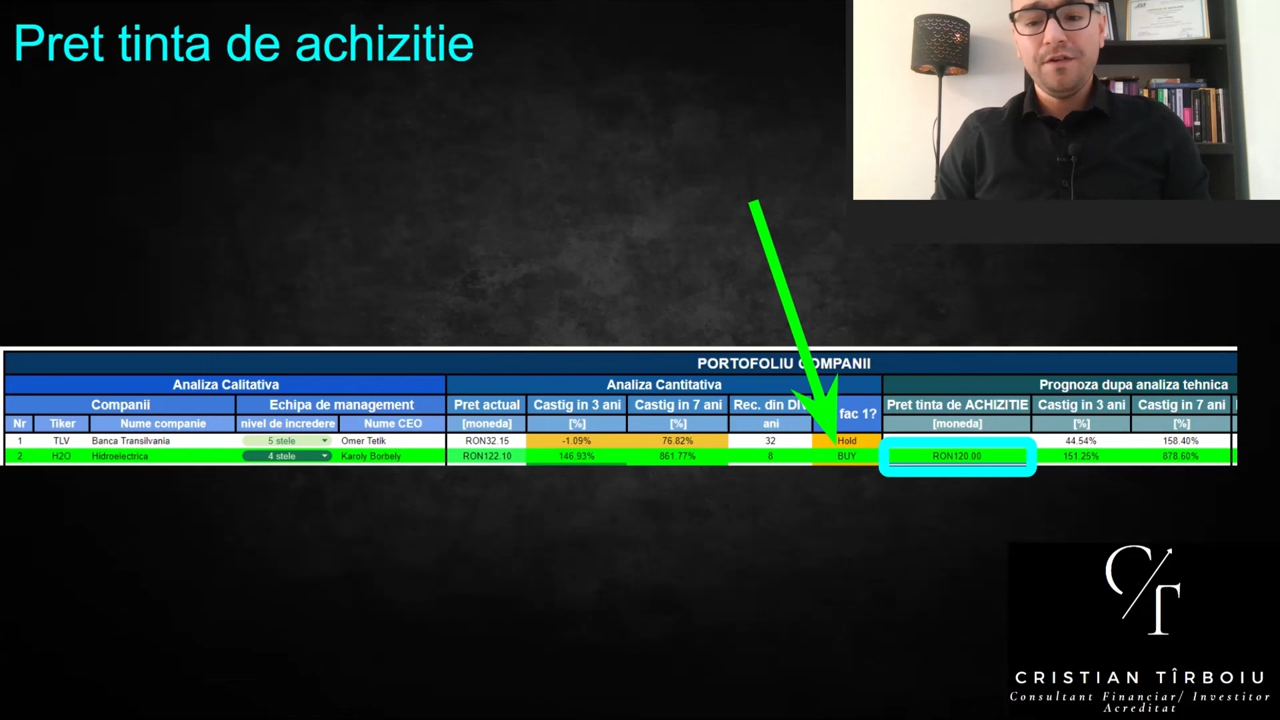 Pret tinta de achizitie
PORTOFOLIU COMPANII
Analiza Calitativa Analiza Cantitativa Prognoza dupa analiza tehnica
Companii Echipa de management Pret actual Castig in 3 ani Castig in 7 ani Rec. din DIV fac 1? Pret tinta de ACHIZITIE Castig in 3 ani Castig in 7 ani
Nr Tiker Nume companie nivel de incredere Nume CEO [moneda] [%] [%] ani [moneda] [%] [%]
1 TLV Banca Transilvania 5 stele Omer Tetik RON32.15 -1.09% 76.82% 32 Hold 44.54% 158.40%
2 H2O Hidroelectrica 4 stele Karoly Borbely RON122.10 146.93% 861.77% 8 BUY RON120.00 151.25% 878.60%
CT
CRISTIAN TÎRBOIU
Consultant Financiar/ Investitor
Acreditat